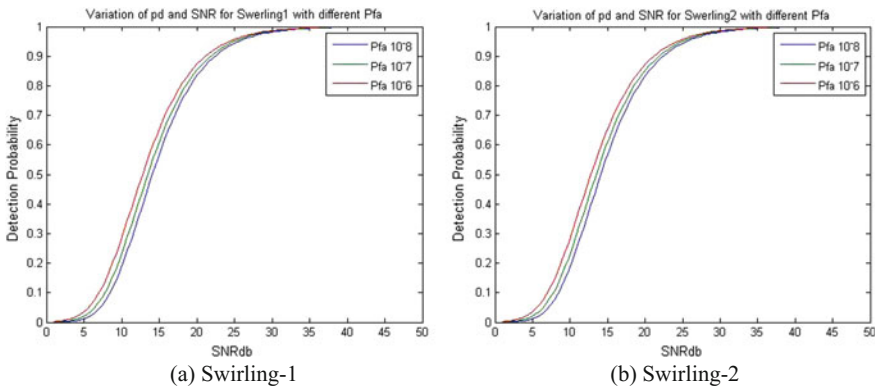 Variation of pd and SNR for Swerling1 with different Pfa
Detection Probability
1
0.9
0.8
0.7
0.6
0.5
0.4
0.3
0.2
0.1
0
Pfa 10^8
Pfa 10^7
Pfa 10^6
0 5 10 15 20 25 30 35 40 45 50
SNRdb
(a) Swirling-1
Variation of pd and SNR for Swerling2 with different Pfa
Detection Probability
1
0.9
0.8
0.7
0.6
0.5
0.4
0.3
0.2
0.1
0
Pfa 10^8
Pfa 10^7
Pfa 10^6
0 5 10 15 20 25 30 35 40 45 50
SNRdb
(b) Swirling-2